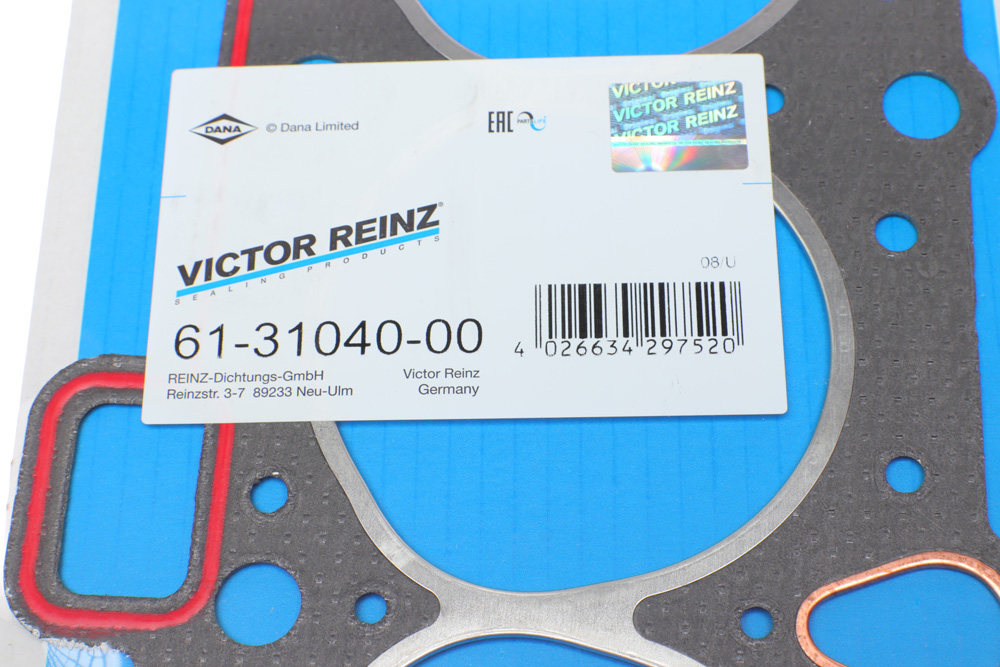 DANA
© Dana Limited
EAC
PARTSLIFE
VICTOR REINZ
VICTOR REINZ
VICTOR REINZ
VICTOR REINZ®
SEALING PRODUCTS
08/U
61-31040-00
4 026634 297520
REINZ-Dichtungs-GmbH
Reinzstr. 3-7 89233 Neu-Ulm
Victor Reinz
Germany